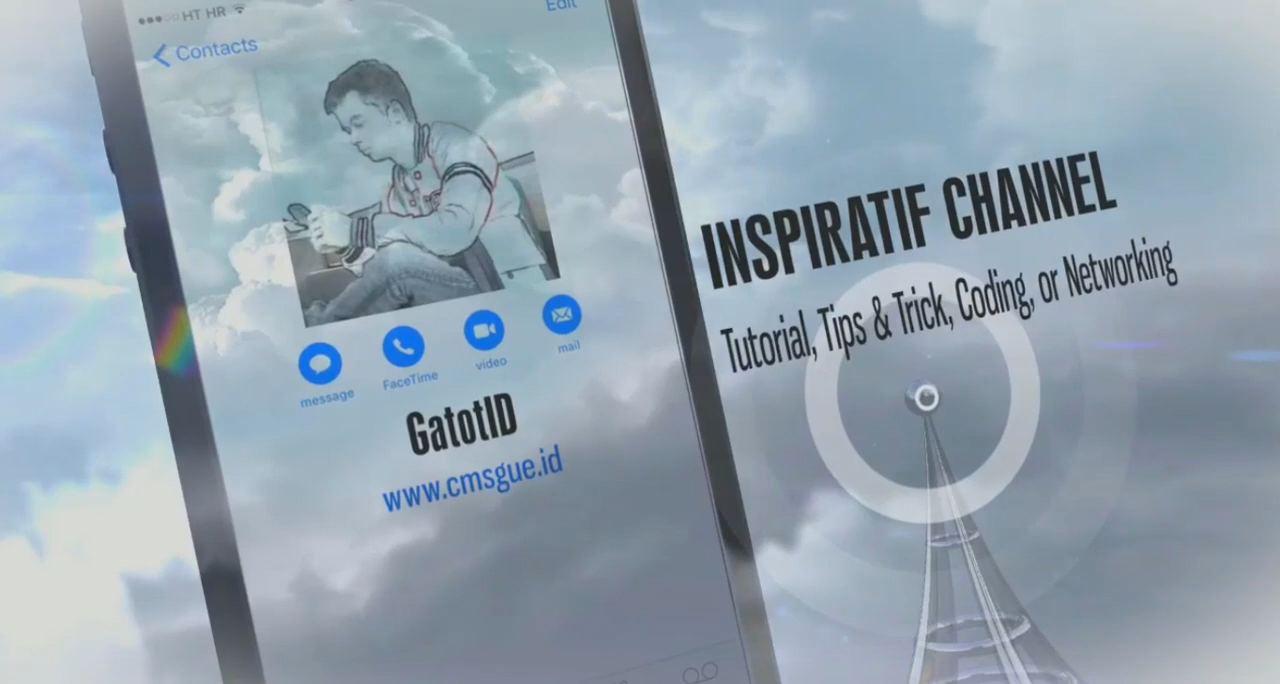 HT HR
Edit
Contacts
message
FaceTime
video
mail
GatotID
www.cmsgue.id
INSPIRATIF CHANNEL
Tutorial, Tips & Trick, Coding, or Networking